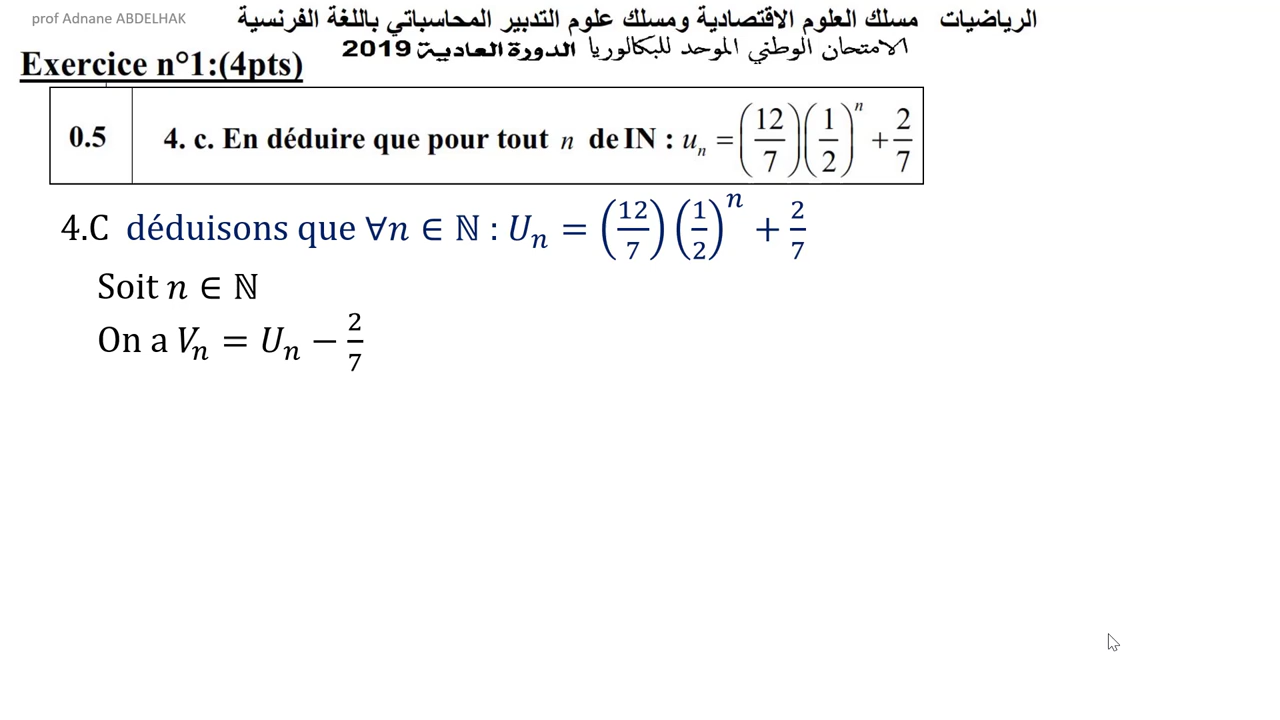 prof Adnane ABDELHAK
الرياضيات مسلك العلوم الاقتصادية ومسلك علوم التدبير المحاسباتي باللغة الفرنسية
الامتحان الوطني الموحد للبكالوريا الدورة العادية 2019
Exercice n°1:(4pts)
0.5 4. c. En déduire que pour tout n de IN : uₙ = (12/7)(1/2)ⁿ + 2/7
4.C déduisons que ∀n ∈ ℕ : Uₙ = (12/7)(1/2)ⁿ + 2/7
Soit n ∈ ℕ
On a Vₙ = Uₙ − 2/7